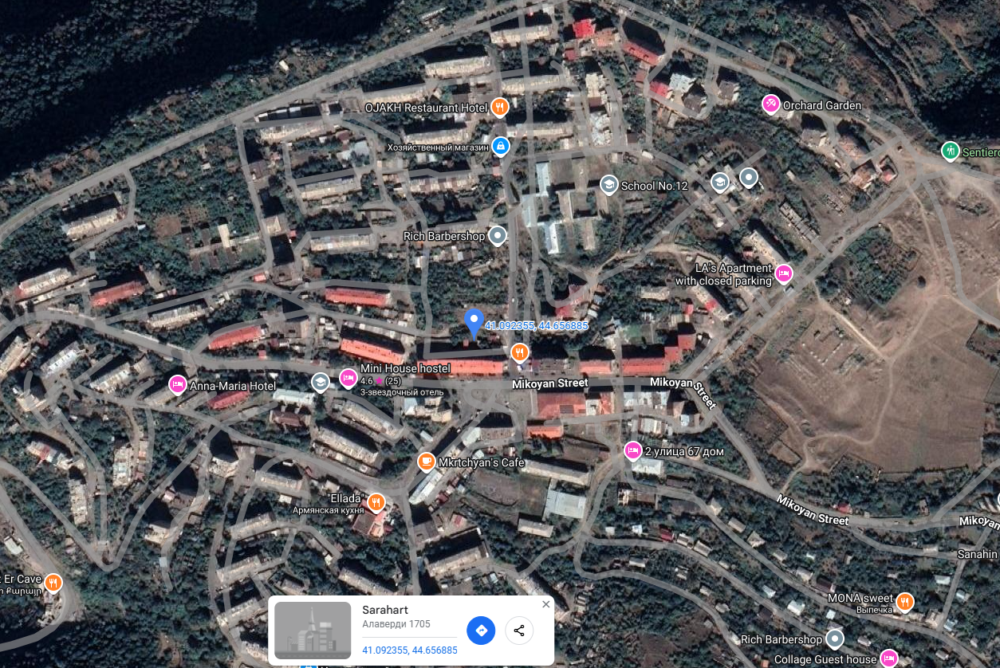 OJAKH Restaurant Hotel
Orchard Garden
Хозяйственный магазин
Sentiero
School No.12
Rich Barbershop
LA's Apartment
with closed parking
41.092355, 44.656885
Mini House hostel
4.6 (25)
3-звездочный отель
Anna-Maria Hotel
Mikoyan Street
Mikoyan Street
2 улица 67 дом
Mkrtchyan's Cafe
"Ellada"
Армянская кухня
Mikoyan Street
Mikoyan
Sanahin
Er Cave
Քարայր
MONA sweet
Выпечка
Rich Barbershop
Collage Guest house
Sarahart
Алаверди 1705
41.092355, 44.656885